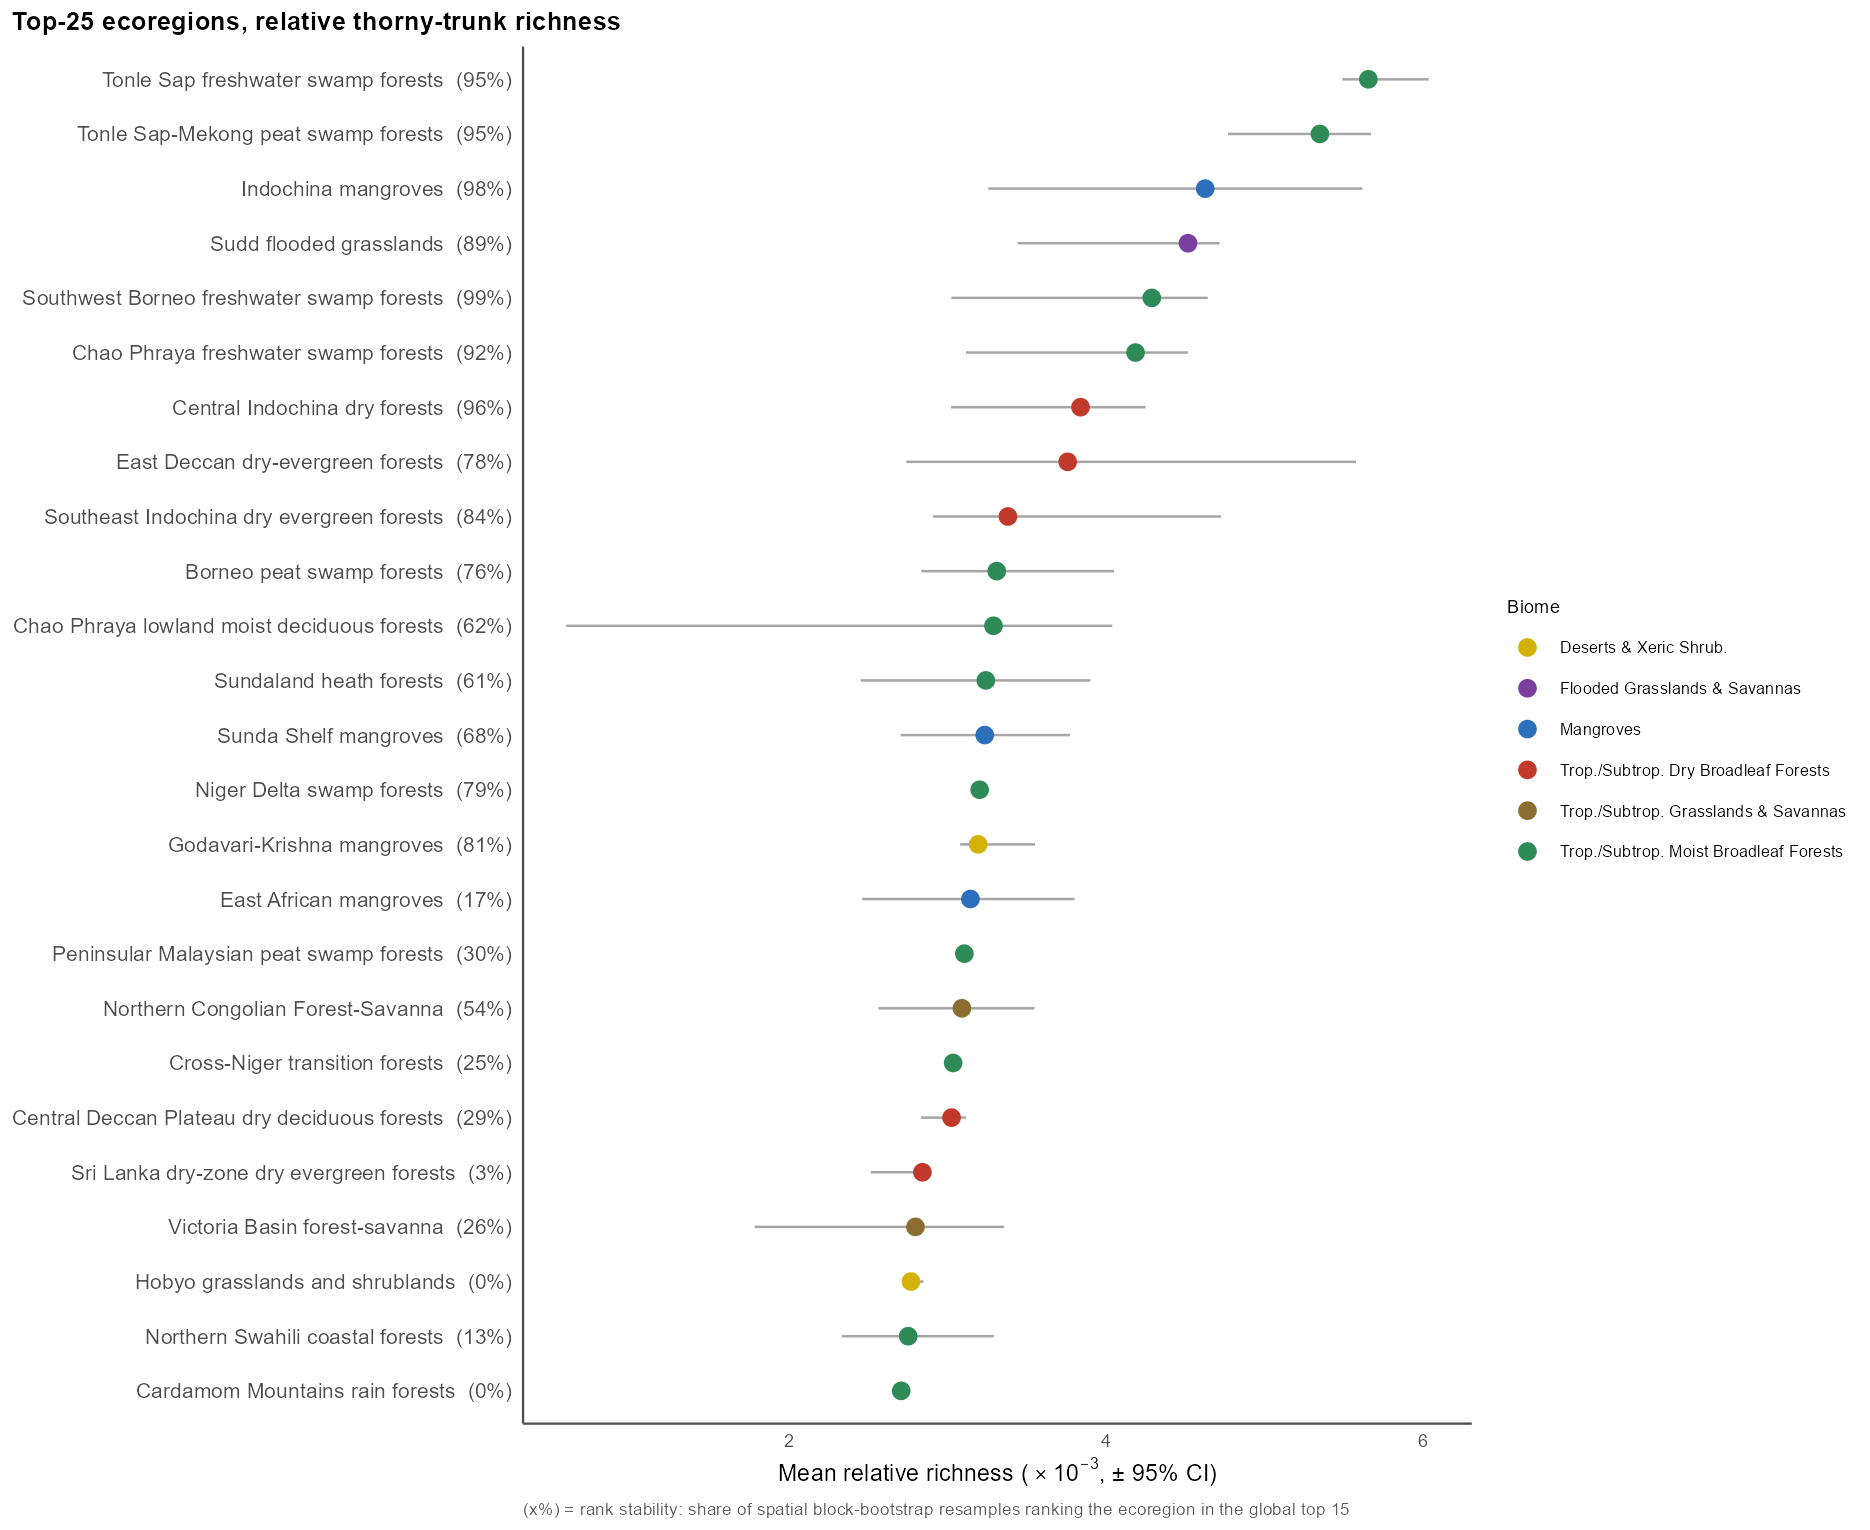 Top-25 ecoregions, relative thorny-trunk richness
Tonle Sap freshwater swamp forests (95%)
Tonle Sap-Mekong peat swamp forests (95%)
Indochina mangroves (98%)
Sudd flooded grasslands (89%)
Southwest Borneo freshwater swamp forests (99%)
Chao Phraya freshwater swamp forests (92%)
Central Indochina dry forests (96%)
East Deccan dry-evergreen forests (78%)
Southeast Indochina dry evergreen forests (84%)
Borneo peat swamp forests (76%)
Chao Phraya lowland moist deciduous forests (62%)
Sundaland heath forests (61%)
Sunda Shelf mangroves (68%)
Niger Delta swamp forests (79%)
Godavari-Krishna mangroves (81%)
East African mangroves (17%)
Peninsular Malaysian peat swamp forests (30%)
Northern Congolian Forest-Savanna (54%)
Cross-Niger transition forests (25%)
Central Deccan Plateau dry deciduous forests (29%)
Sri Lanka dry-zone dry evergreen forests (3%)
Victoria Basin forest-savanna (26%)
Hobyo grasslands and shrublands (0%)
Northern Swahili coastal forests (13%)
Cardamom Mountains rain forests (0%)
2 4 6
Mean relative richness ( × 10⁻³, ± 95% CI)
(x%) = rank stability: share of spatial block-bootstrap resamples ranking the ecoregion in the global top 15
Biome
Deserts & Xeric Shrub.
Flooded Grasslands & Savannas
Mangroves
Trop./Subtrop. Dry Broadleaf Forests
Trop./Subtrop. Grasslands & Savannas
Trop./Subtrop. Moist Broadleaf Forests